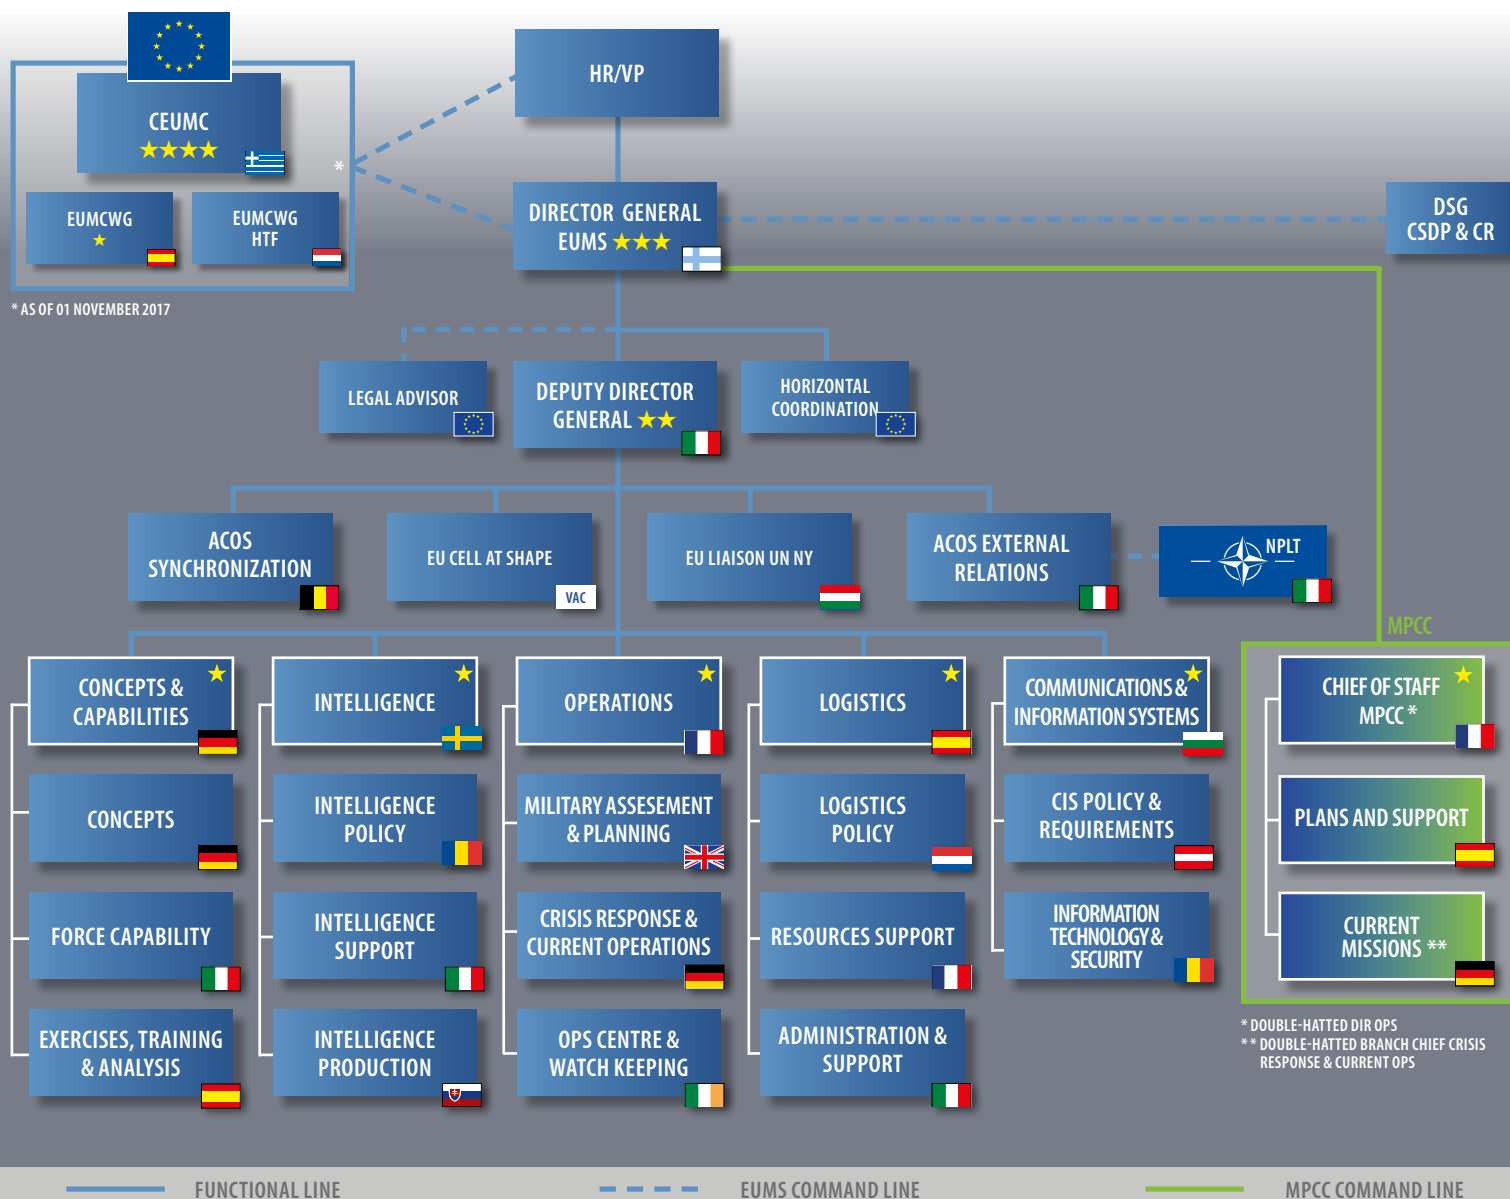 HR/VP
CEUMC
*
EUMCWG
EUMCWG
HTF
DIRECTOR GENERAL
EUMS
DSG
CSDP & CR
* AS OF 01 NOVEMBER 2017
LEGAL ADVISOR
DEPUTY DIRECTOR
GENERAL
HORIZONTAL
COORDINATION
ACOS
SYNCHRONIZATION
EU CELL AT SHAPE
VAC
EU LIAISON UN NY
ACOS EXTERNAL
RELATIONS
NPLT
MPCC
CONCEPTS &
CAPABILITIES
INTELLIGENCE
OPERATIONS
LOGISTICS
COMMUNICATIONS &
INFORMATION SYSTEMS
CHIEF OF STAFF
MPCC *
CONCEPTS
INTELLIGENCE
POLICY
MILITARY ASSESEMENT
& PLANNING
LOGISTICS
POLICY
CIS POLICY &
REQUIREMENTS
PLANS AND SUPPORT
FORCE CAPABILITY
INTELLIGENCE
SUPPORT
CRISIS RESPONSE &
CURRENT OPERATIONS
RESOURCES SUPPORT
INFORMATION
TECHNOLOGY &
SECURITY
CURRENT
MISSIONS **
EXERCISES, TRAINING
& ANALYSIS
INTELLIGENCE
PRODUCTION
OPS CENTRE &
WATCH KEEPING
ADMINISTRATION &
SUPPORT
* DOUBLE-HATTED DIR OPS
** DOUBLE-HATTED BRANCH CHIEF CRISIS
RESPONSE & CURRENT OPS
FUNCTIONAL LINE
EUMS COMMAND LINE
MPCC COMMAND LINE